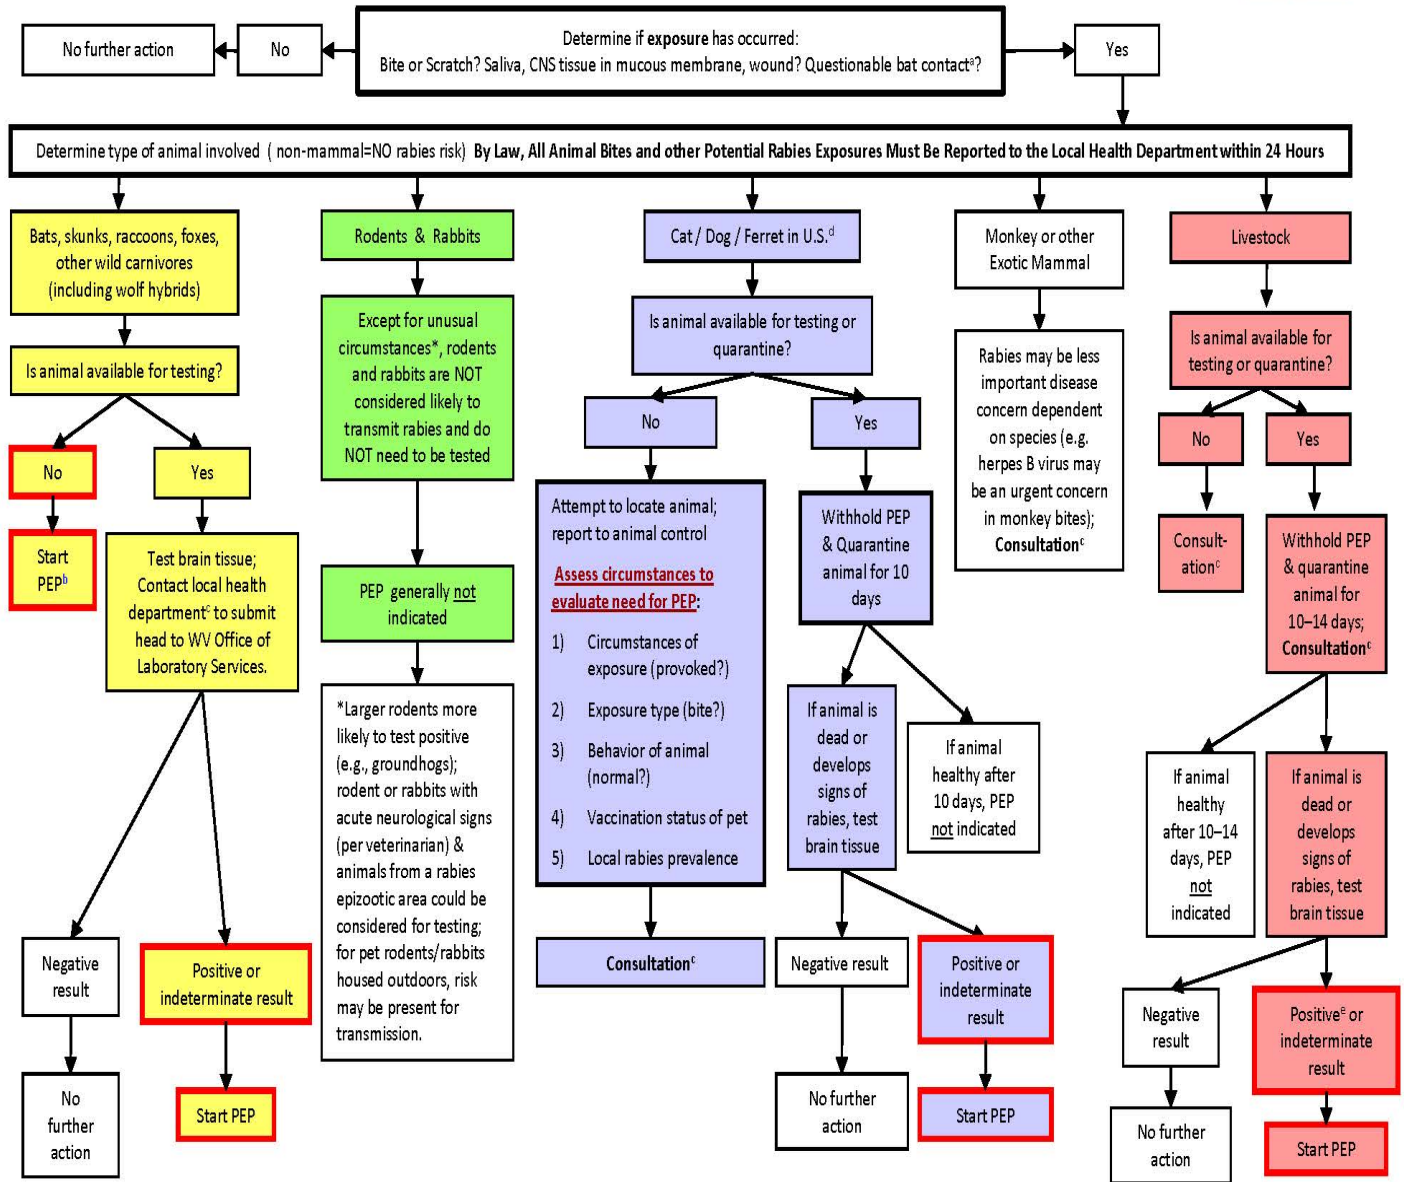 Determine if exposure has occurred:
Bite or Scratch? Saliva, CNS tissue in mucous membrane, wound? Questionable bat contactᵃ?
No
No further action
Yes
Determine type of animal involved ( non-mammal=NO rabies risk) By Law, All Animal Bites and other Potential Rabies Exposures Must Be Reported to the Local Health Department within 24 Hours
Bats, skunks, raccoons, foxes,
other wild carnivores
(including wolf hybrids)
Is animal available for testing?
No
Start
PEPᵇ
Yes
Test brain tissue;
Contact local health
departmentᶜ to submit
head to WV Office of
Laboratory Services.
Negative
result
No
further
action
Positive or
indeterminate result
Start PEP
Rodents & Rabbits
Except for unusual
circumstances*, rodents
and rabbits are NOT
considered likely to
transmit rabies and do
NOT need to be tested
PEP generally not
indicated
*Larger rodents more
likely to test positive
(e.g., groundhogs);
rodent or rabbits with
acute neurological signs
(per veterinarian) &
animals from a rabies
epizootic area could be
considered for testing;
for pet rodents/rabbits
housed outdoors, risk
may be present for
transmission.
Cat / Dog / Ferret in U.S.ᵈ
Is animal available for testing or
quarantine?
No
Attempt to locate animal;
report to animal control
Assess circumstances to
evaluate need for PEP:
1) Circumstances of
exposure (provoked?)
2) Exposure type (bite?)
3) Behavior of animal
(normal?)
4) Vaccination status of pet
5) Local rabies prevalence
Consultationᶜ
Yes
Withhold PEP
& Quarantine
animal for 10
days
If animal is
dead or
develops
signs of
rabies, test
brain tissue
If animal
healthy after
10 days, PEP
not indicated
Negative result
No further
action
Positive or
indeterminate
result
Start PEP
Monkey or other
Exotic Mammal
Rabies may be less
important disease
concern dependent
on species (e.g.
herpes B virus may
be an urgent concern
in monkey bites);
Consultationᶜ
Livestock
Is animal available for
testing or quarantine?
No
Consult-
ationᶜ
Yes
Withhold PEP
& quarantine
animal for
10–14 days;
Consultationᶜ
If animal
healthy
after 10–14
days, PEP
not
indicated
If animal is
dead or
develops
signs of
rabies, test
brain tissue
Negative
result
No further
action
Positiveᵉ or
indeterminate
result
Start PEP